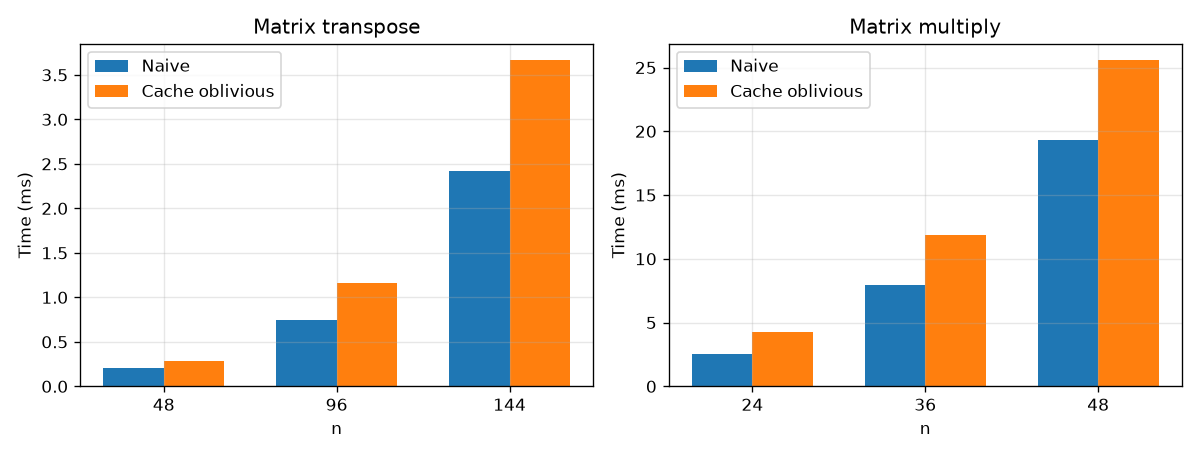 Matrix transpose
Naive
Cache oblivious
Time (ms)
3.5
3.0
2.5
2.0
1.5
1.0
0.5
0.0
48 96 144
n
Matrix multiply
Naive
Cache oblivious
Time (ms)
25
20
15
10
5
0
24 36 48
n